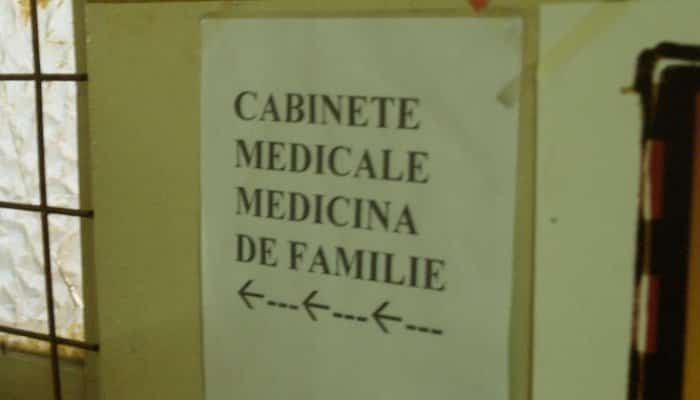 CABINETE
MEDICALE
MEDICINA
DE FAMILIE
←---←---←---